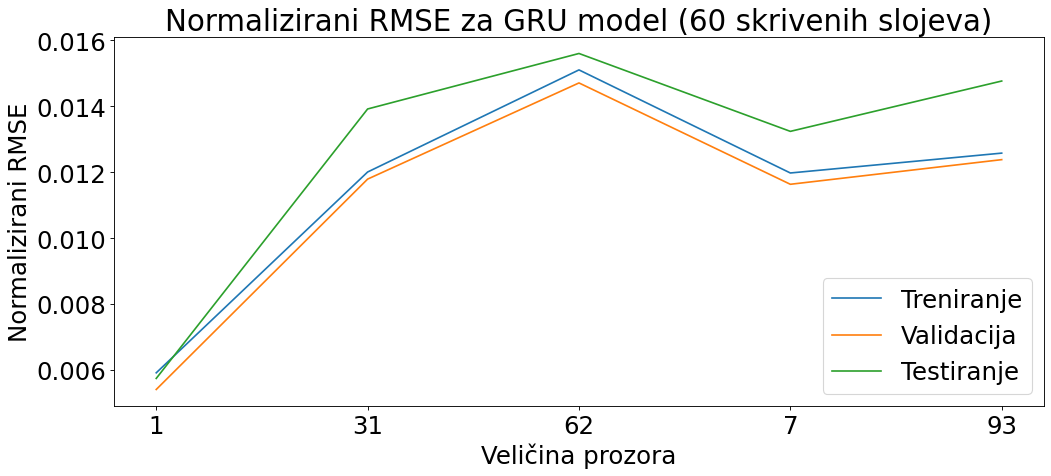 Normalizirani RMSE za GRU model (60 skrivenih slojeva)
Normalizirani RMSE
0.016
0.014
0.012
0.010
0.008
0.006
Treniranje
Validacija
Testiranje
1 31 62 7 93
Veličina prozora